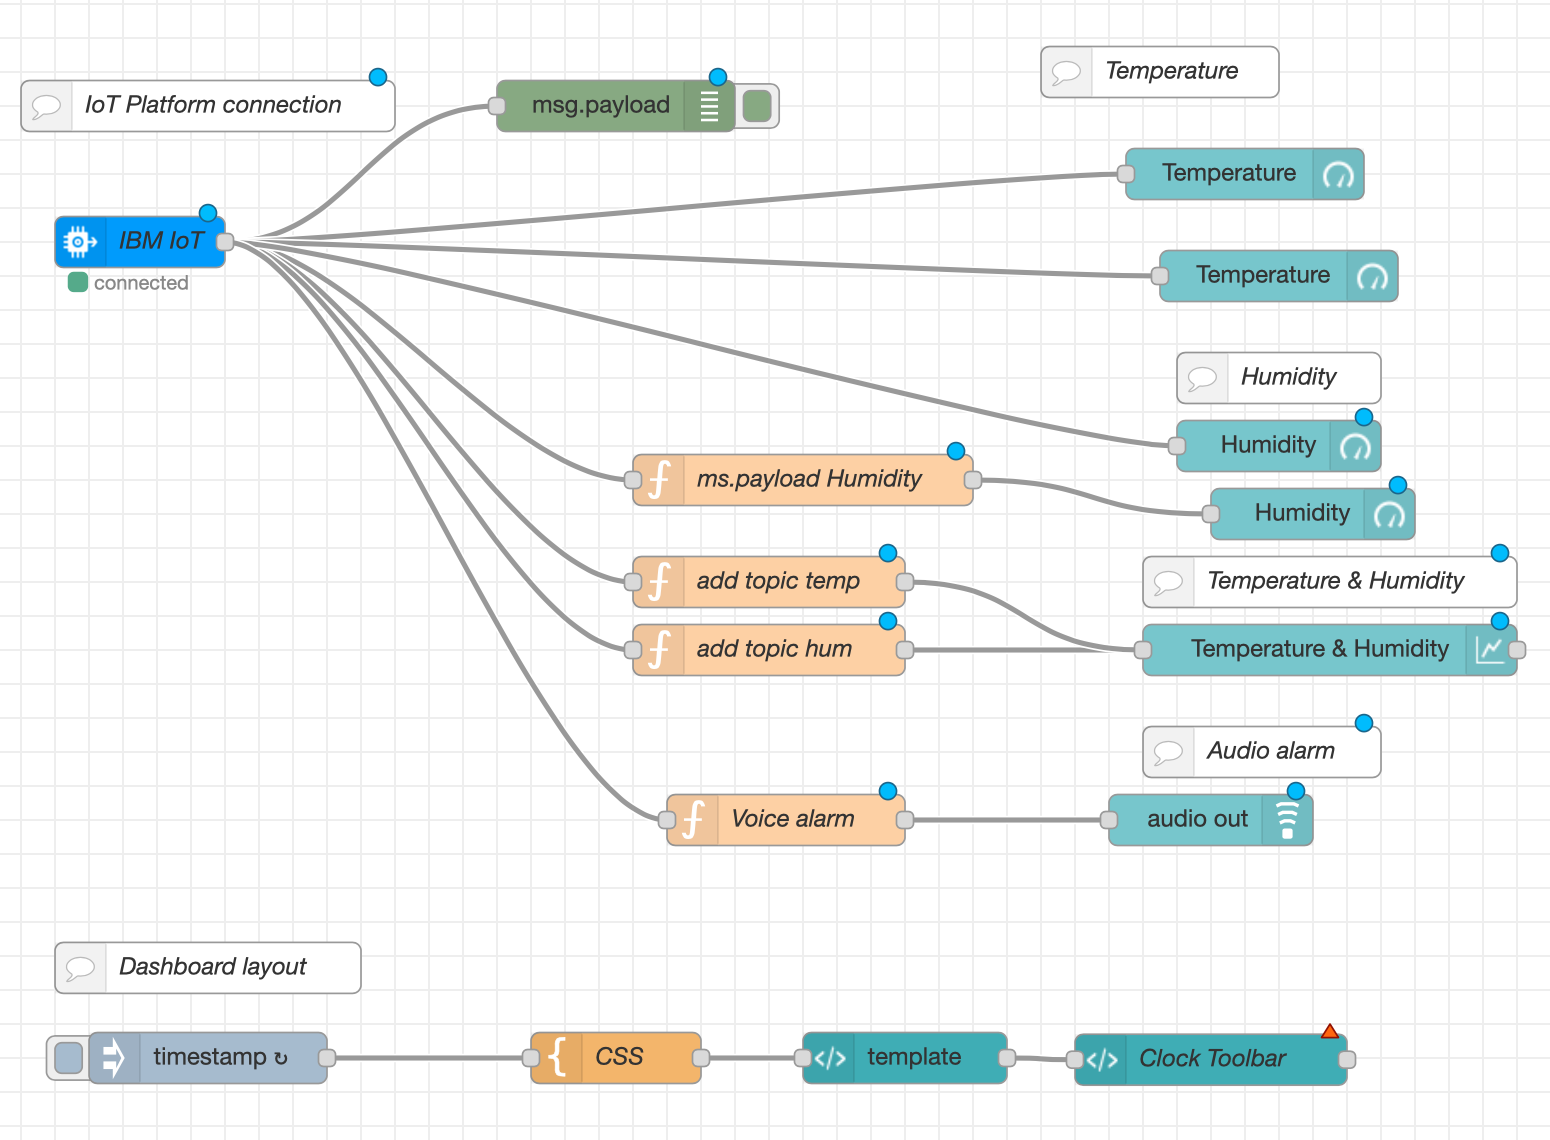 Temperature
IoT Platform connection
msg.payload
Temperature
IBM IoT
connected
Temperature
Humidity
Humidity
ms.payload Humidity
Humidity
add topic temp
Temperature & Humidity
add topic hum
Temperature & Humidity
Audio alarm
Voice alarm
audio out
Dashboard layout
timestamp ↻
CSS
template
Clock Toolbar